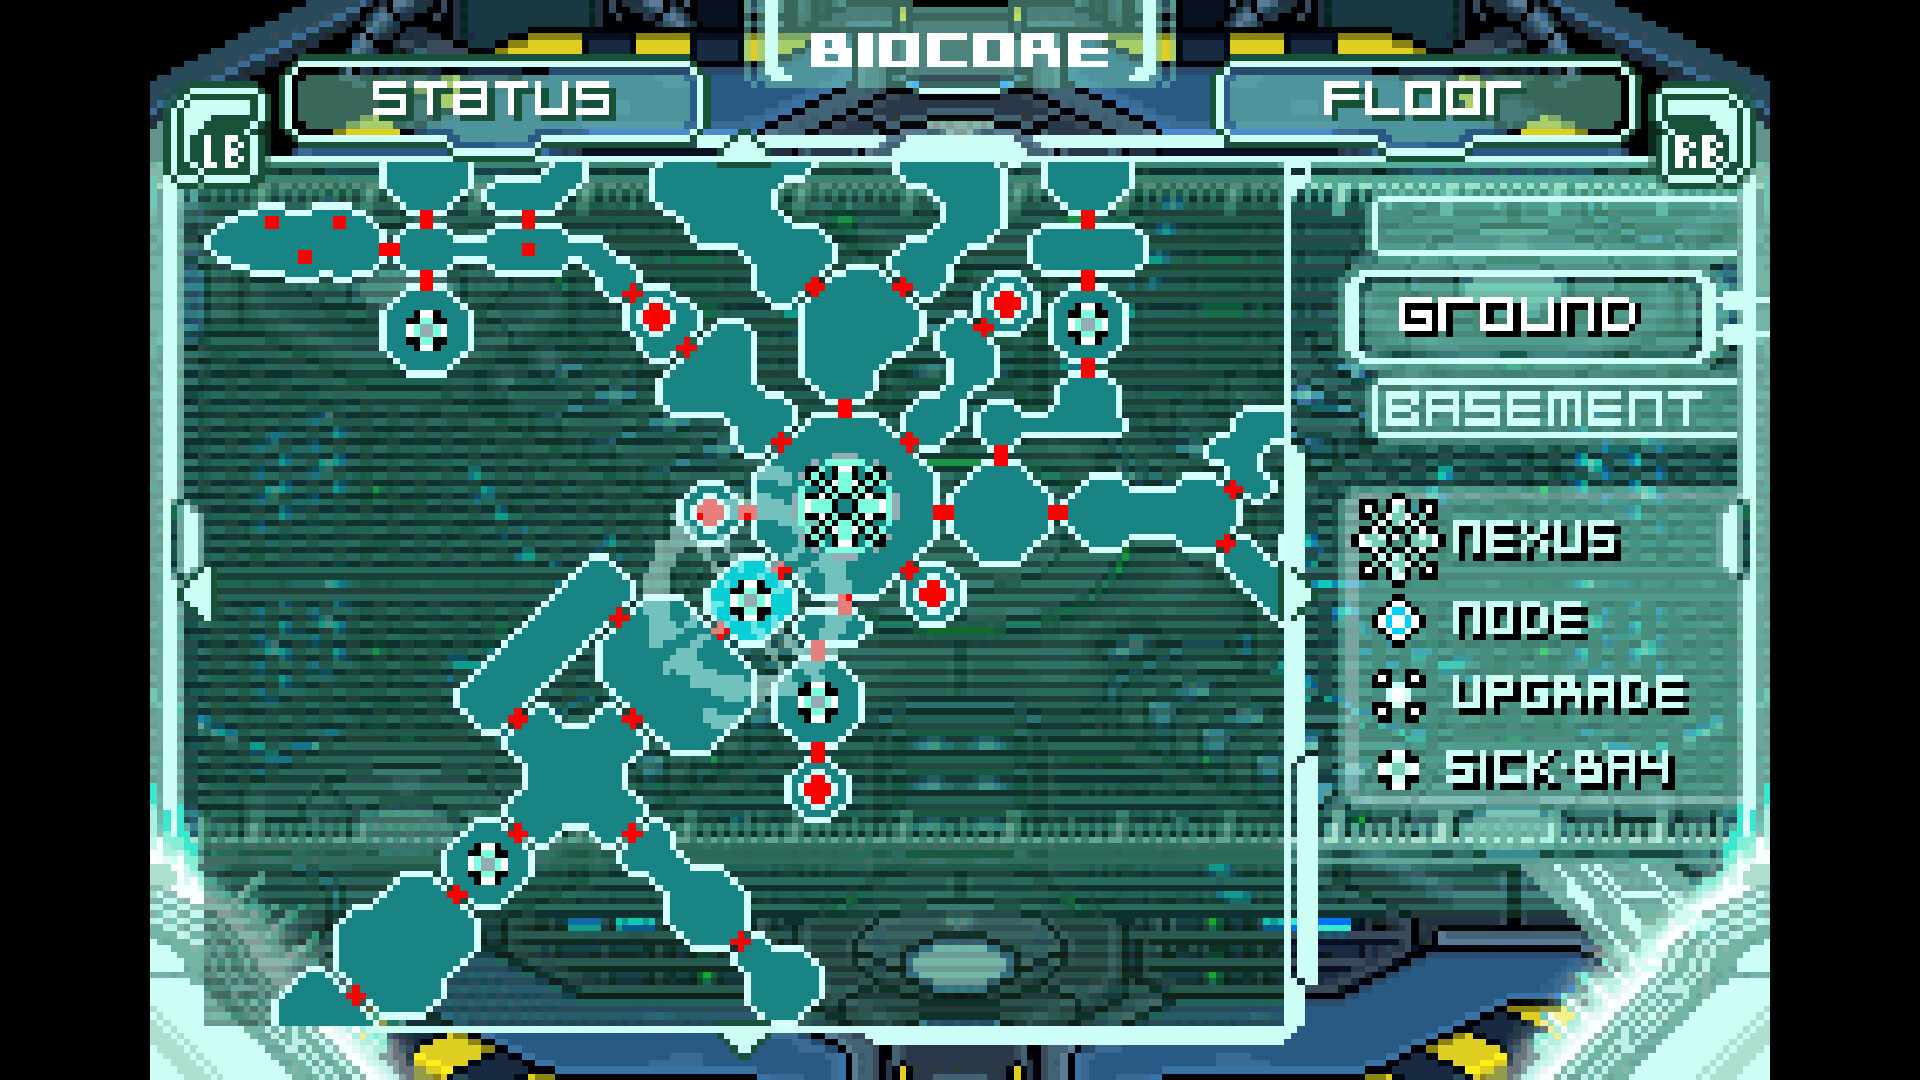 BIOCORE
STATUS
FLOOR
LB
RB
GROUND
BASEMENT
NEXUS
NODE
UPGRADE
SICK-BAY